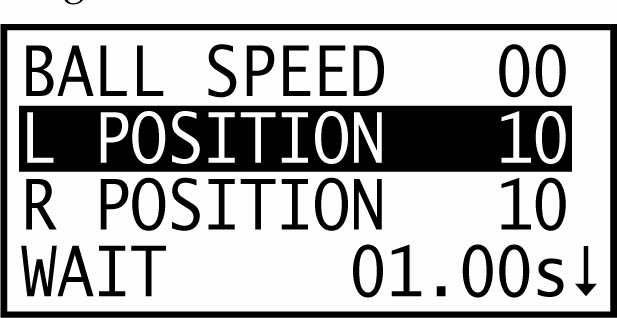 BALL SPEED 00
L POSITION 10
R POSITION 10
WAIT 01.00s↓